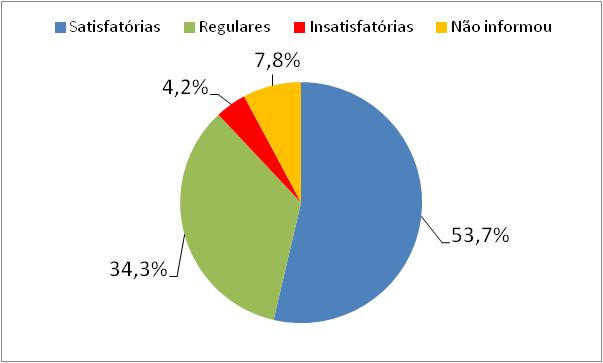 Satisfatórias Regulares Insatisfatórias Não informou
7,8%
4,2%
53,7%
34,3%